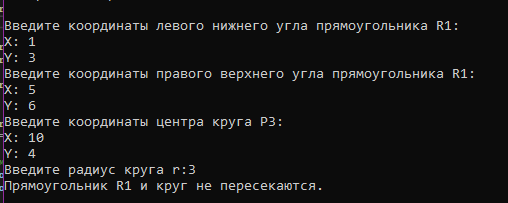 Введите координаты левого нижнего угла прямоугольника R1:
X: 1
Y: 3
Введите координаты правого верхнего угла прямоугольника R1:
X: 5
Y: 6
Введите координаты центра круга P3:
X: 10
Y: 4
Введите радиус круга r:3
Прямоугольник R1 и круг не пересекаются.